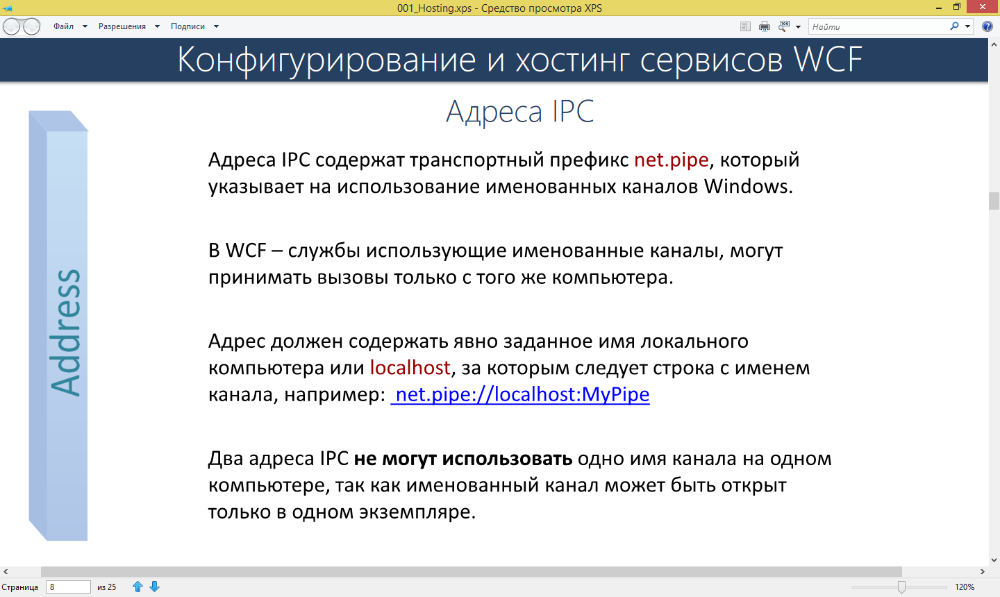 001_Hosting.xps - Средство просмотра XPS
Файл Разрешения Подписи
100
Найти
?
Конфигурирование и хостинг сервисов WCF
Адреса IPC
Address
Адреса IPC содержат транспортный префикс net.pipe, который
указывает на использование именованных каналов Windows.
В WCF – службы использующие именованные каналы, могут
принимать вызовы только с того же компьютера.
Адрес должен содержать явно заданное имя локального
компьютера или localhost, за которым следует строка с именем
канала, например: net.pipe://localhost:MyPipe
Два адреса IPC не могут использовать одно имя канала на одном
компьютере, так как именованный канал может быть открыт
только в одном экземпляре.
Страница 8 из 25
120%